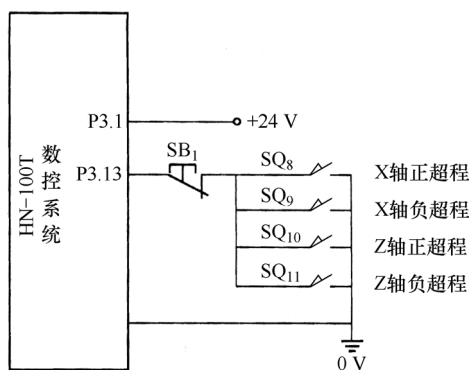 HN-100T
数控系统
P3.1
+24 V
P3.13
SB₁
SQ₈
X轴正超程
SQ₉
X轴负超程
SQ₁₀
Z轴正超程
SQ₁₁
Z轴负超程
0 V